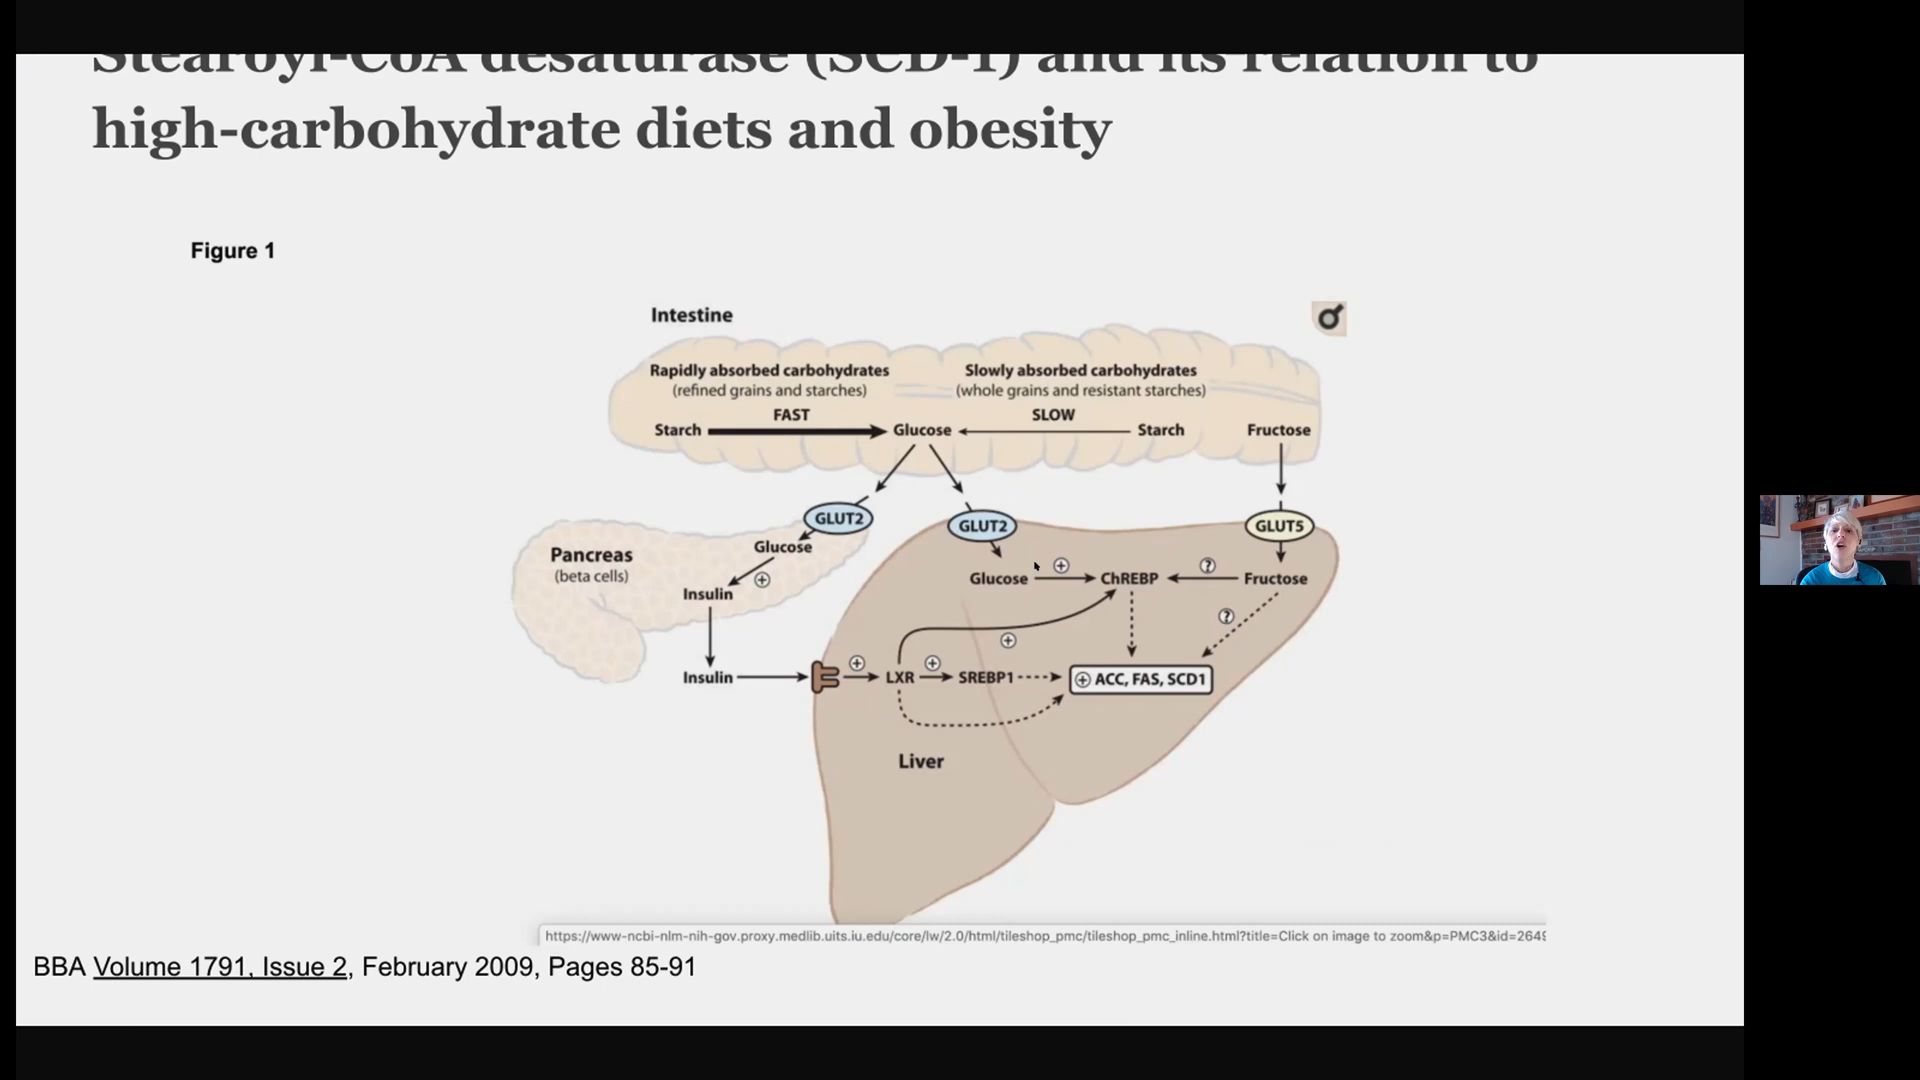 Stearoyl-CoA desaturase (SCD-1) and its relation to
high-carbohydrate diets and obesity
Figure 1
Intestine
Rapidly absorbed carbohydrates
(refined grains and starches)
Slowly absorbed carbohydrates
(whole grains and resistant starches)
FAST
SLOW
Starch
Glucose
Starch
Fructose
GLUT2
GLUT2
GLUT5
Pancreas
(beta cells)
Glucose
+
Insulin
Glucose
+
ChREBP
?
Fructose
?
+
Insulin
+
LXR
+
SREBP1
+ ACC, FAS, SCD1
Liver
https://www-ncbi-nlm-nih-gov.proxy.medlib.uits.iu.edu/core/lw/2.0/html/tileshop_pmc/tileshop_pmc_inline.html?title=Click on image to zoom&p=PMC3&id=2649
BBA Volume 1791, Issue 2, February 2009, Pages 85-91